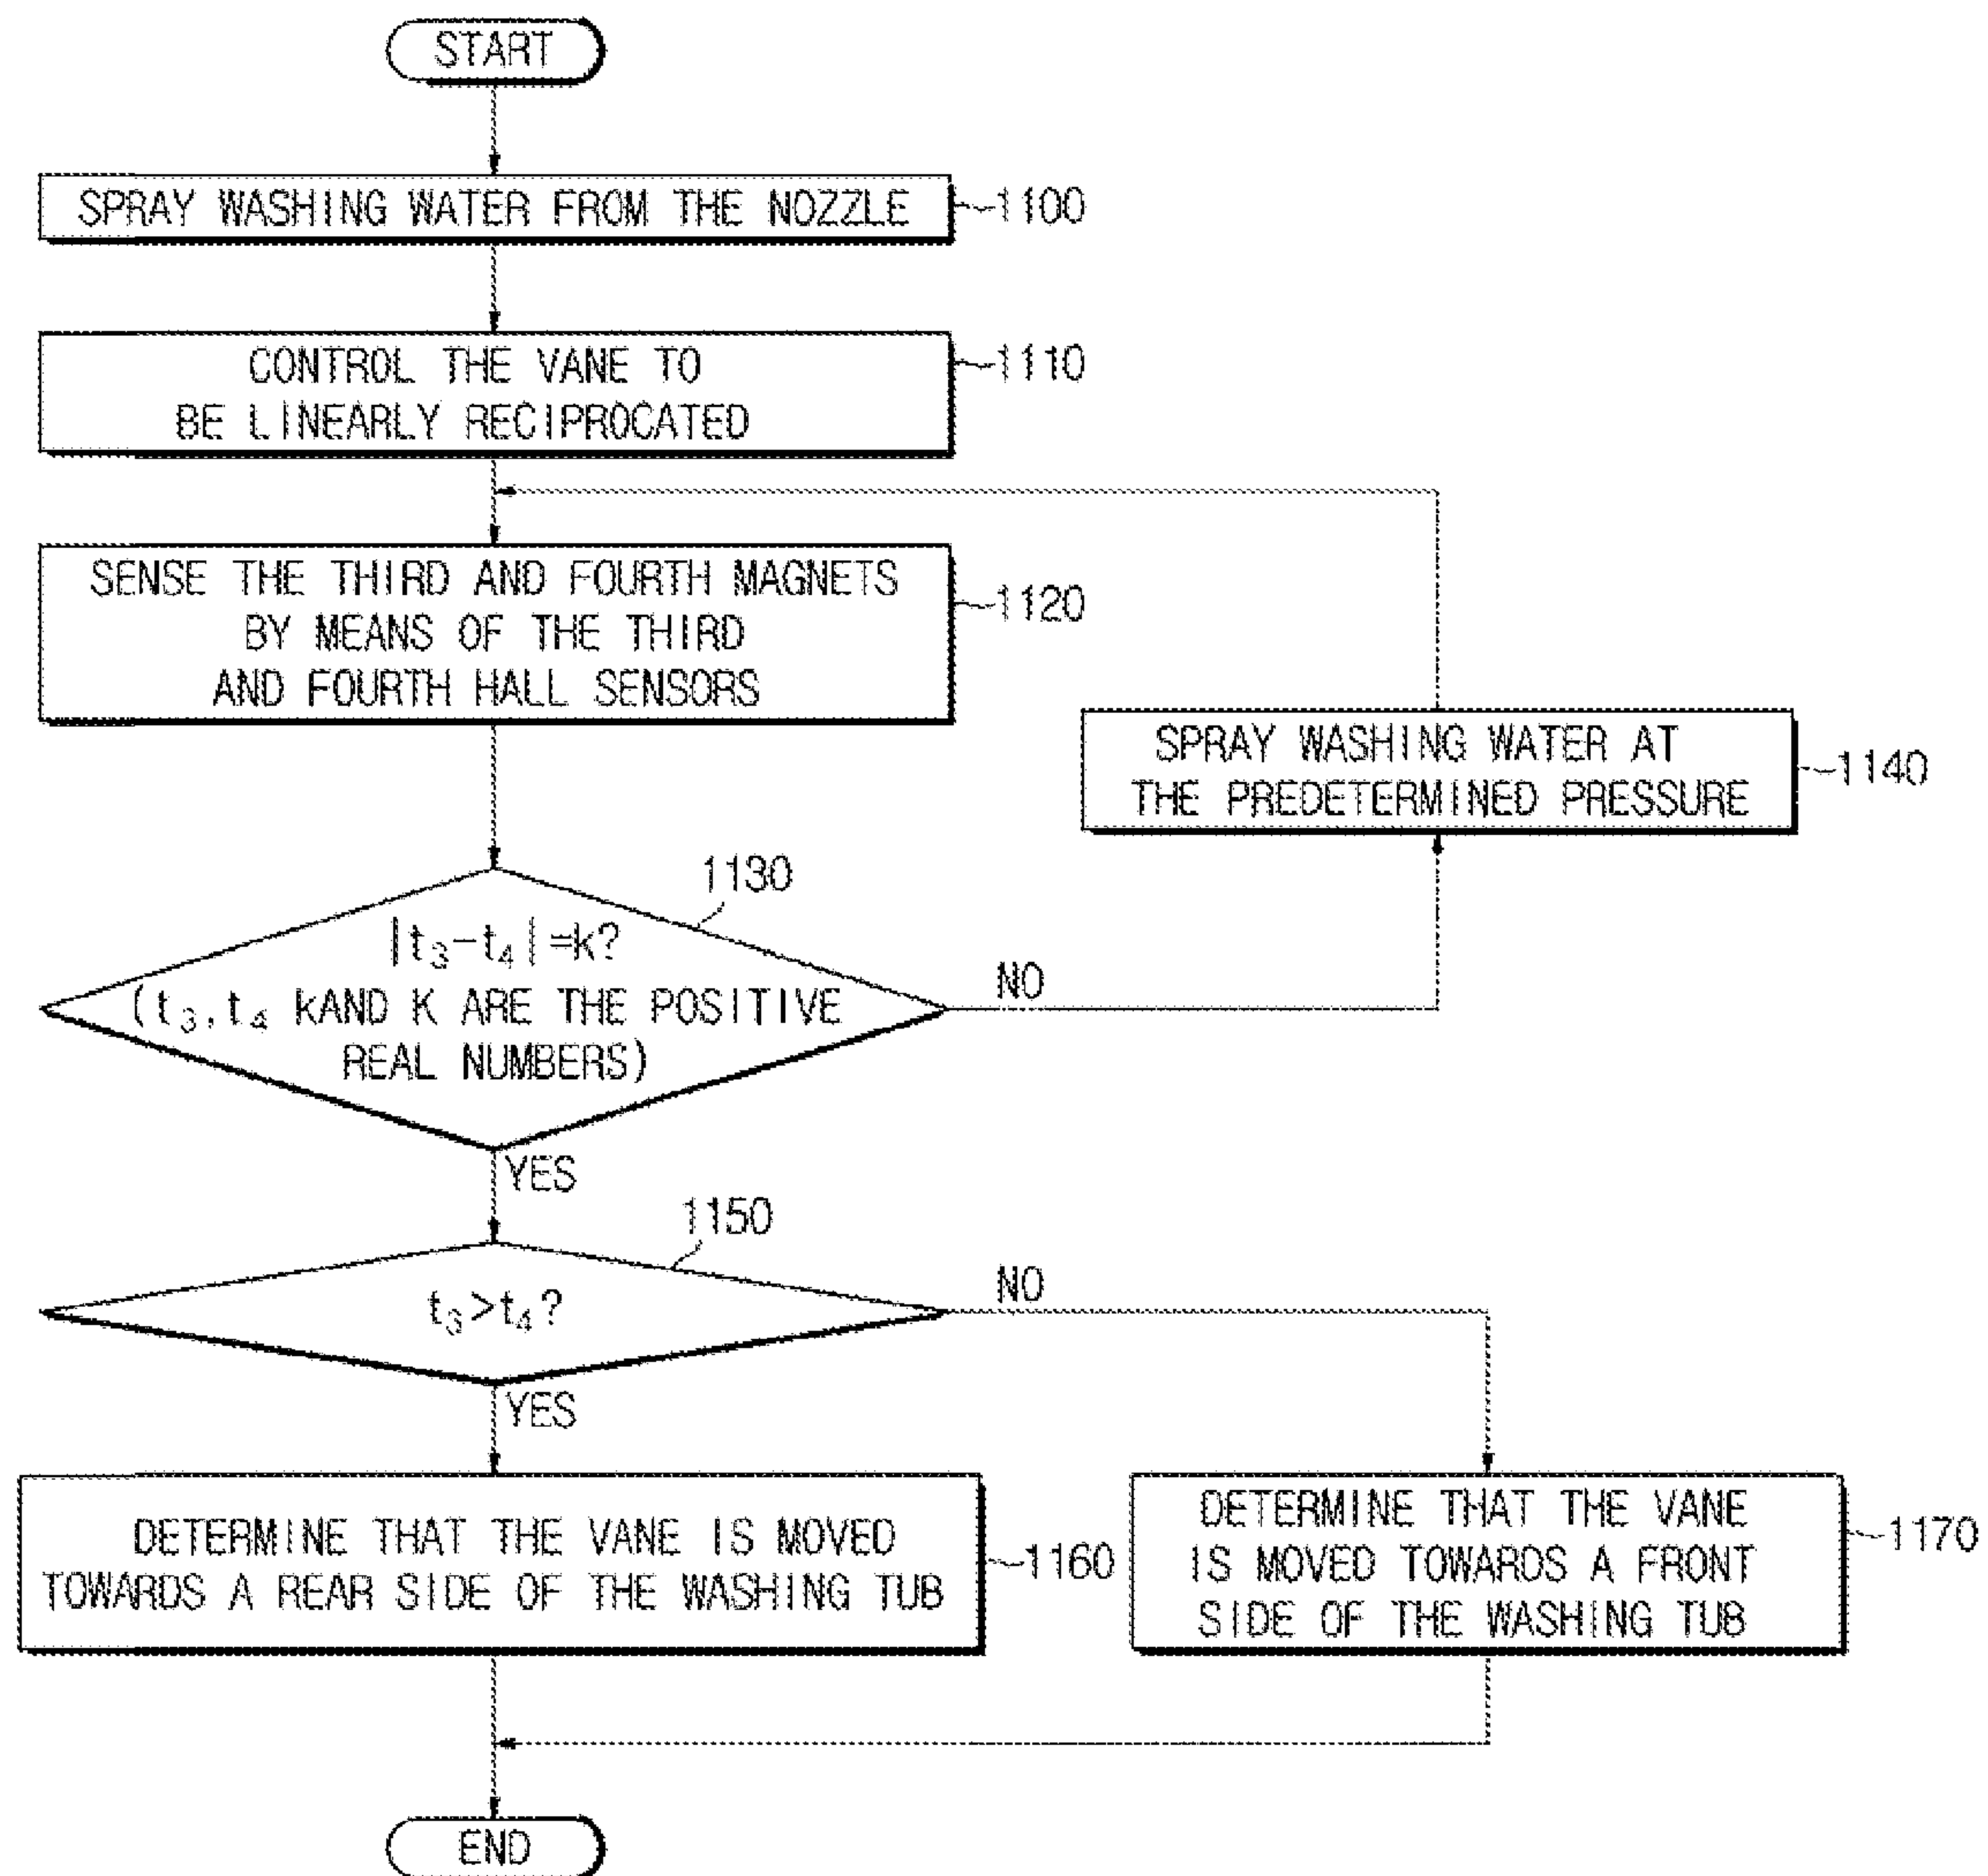 START
SPRAY WASHING WATER FROM THE NOZZLE
1100
CONTROL THE VANE TO
BE LINEARLY RECIPROCATED
1110
SENSE THE THIRD AND FOURTH MAGNETS
BY MEANS OF THE THIRD
AND FOURTH HALL SENSORS
1120
SPRAY WASHING WATER AT
THE PREDETERMINED PRESSURE
1140
1130
|t₃-t₄|=k?
(t₃,t₄ kAND K ARE THE POSITIVE
REAL NUMBERS)
NO
YES
1150
t₃>t₄?
NO
YES
DETERMINE THAT THE VANE IS MOVED
TOWARDS A REAR SIDE OF THE WASHING TUB
1160
DETERMINE THAT THE VANE
IS MOVED TOWARDS A FRONT
SIDE OF THE WASHING TUB
1170
END